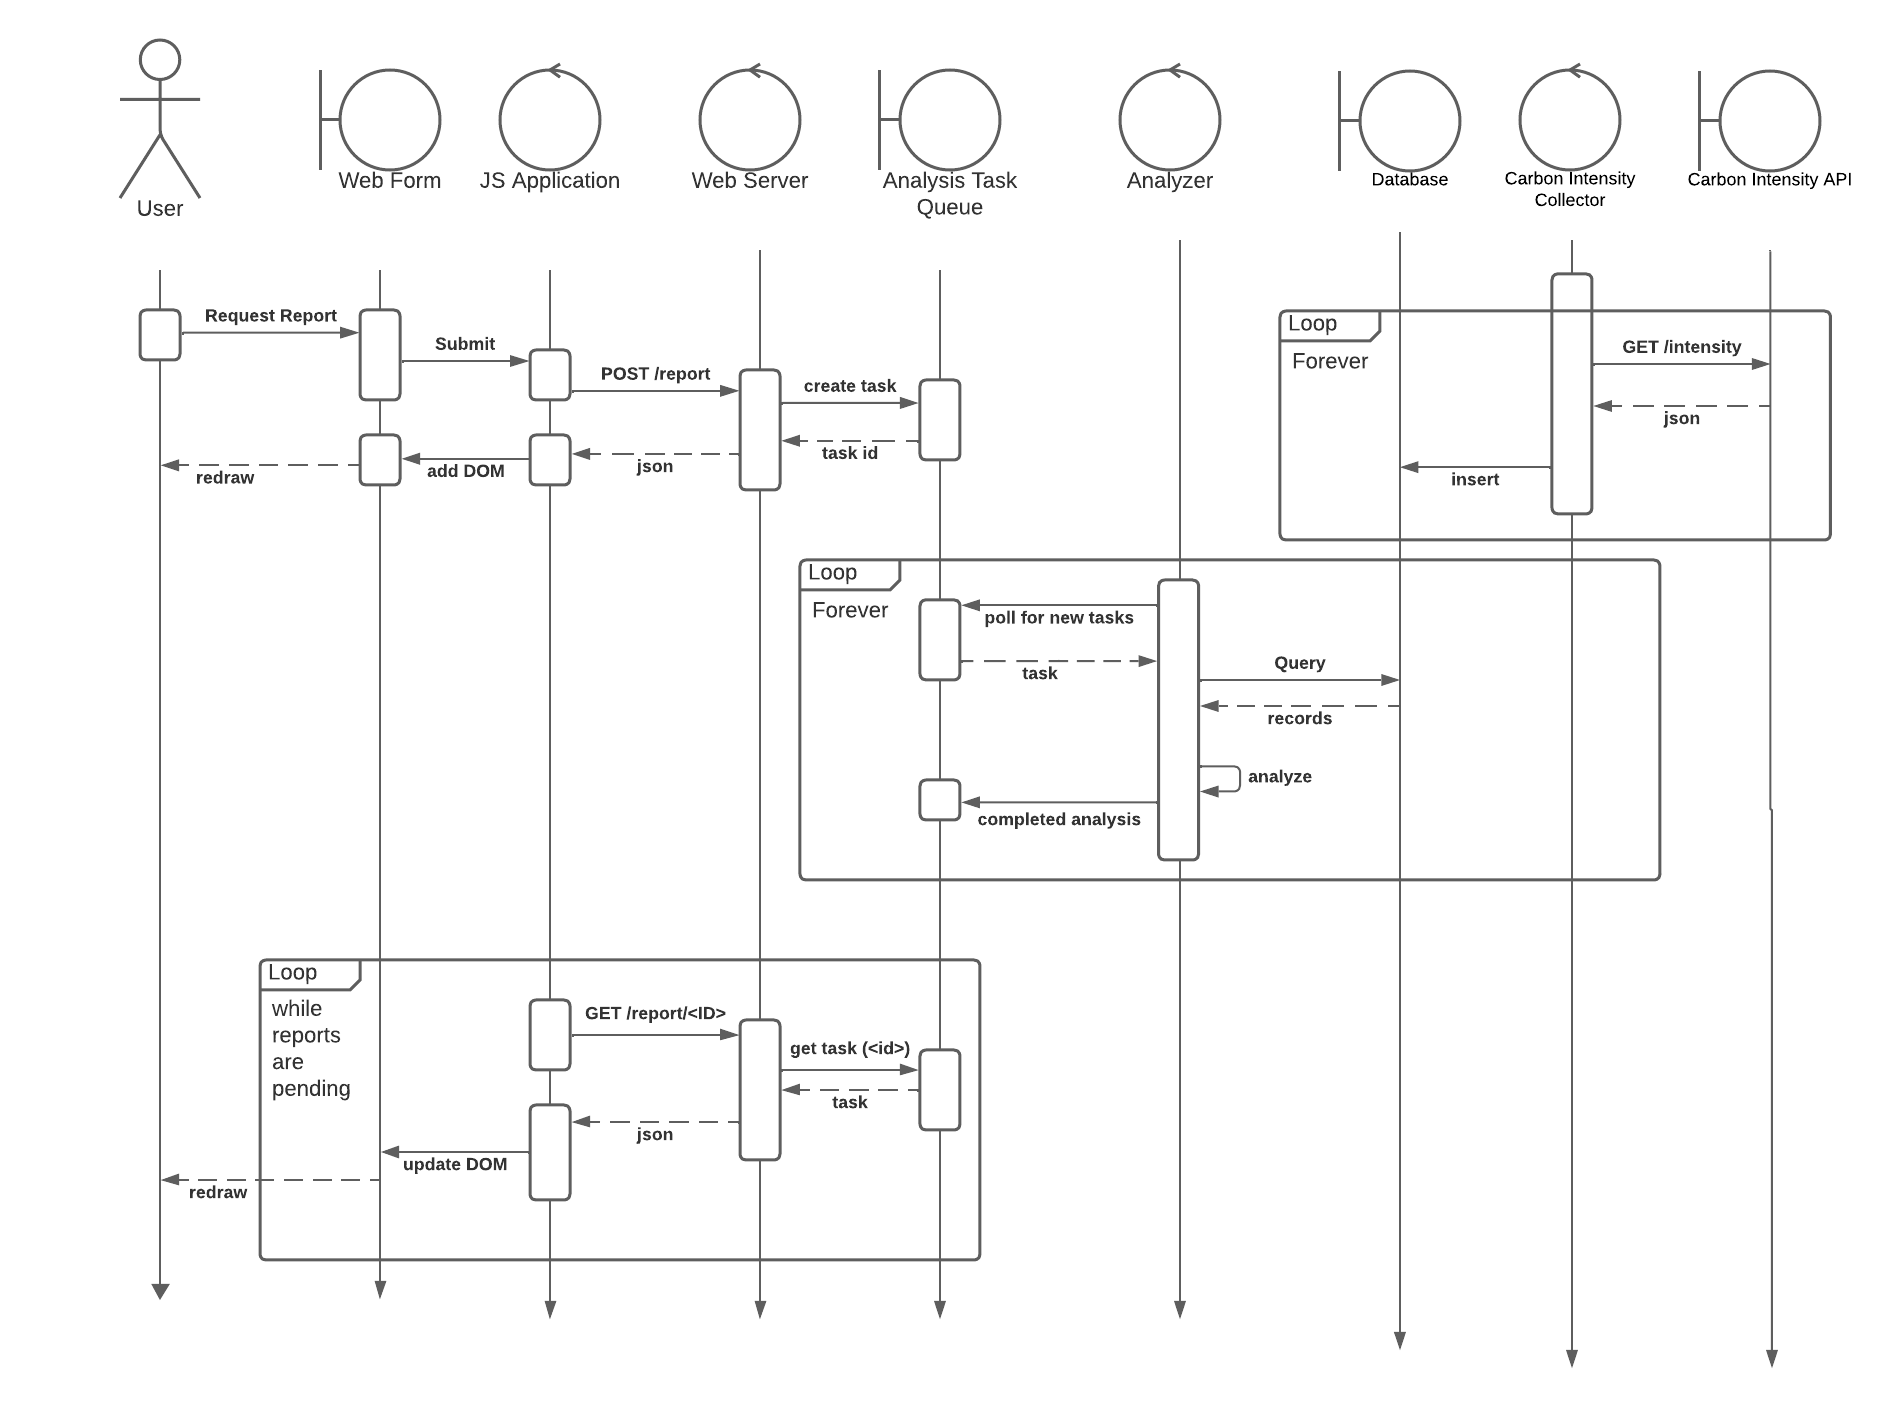 User
Web Form
JS Application
Web Server
Analysis Task
Queue
Analyzer
Database
Carbon Intensity
Collector
Carbon Intensity API
Request Report
Submit
POST /report
create task
task id
json
add DOM
redraw
Loop
Forever
GET /intensity
json
insert
Loop
Forever
poll for new tasks
task
Query
records
analyze
completed analysis
Loop
while
reports
are
pending
GET /report/<ID>
get task (<id>)
task
json
update DOM
redraw